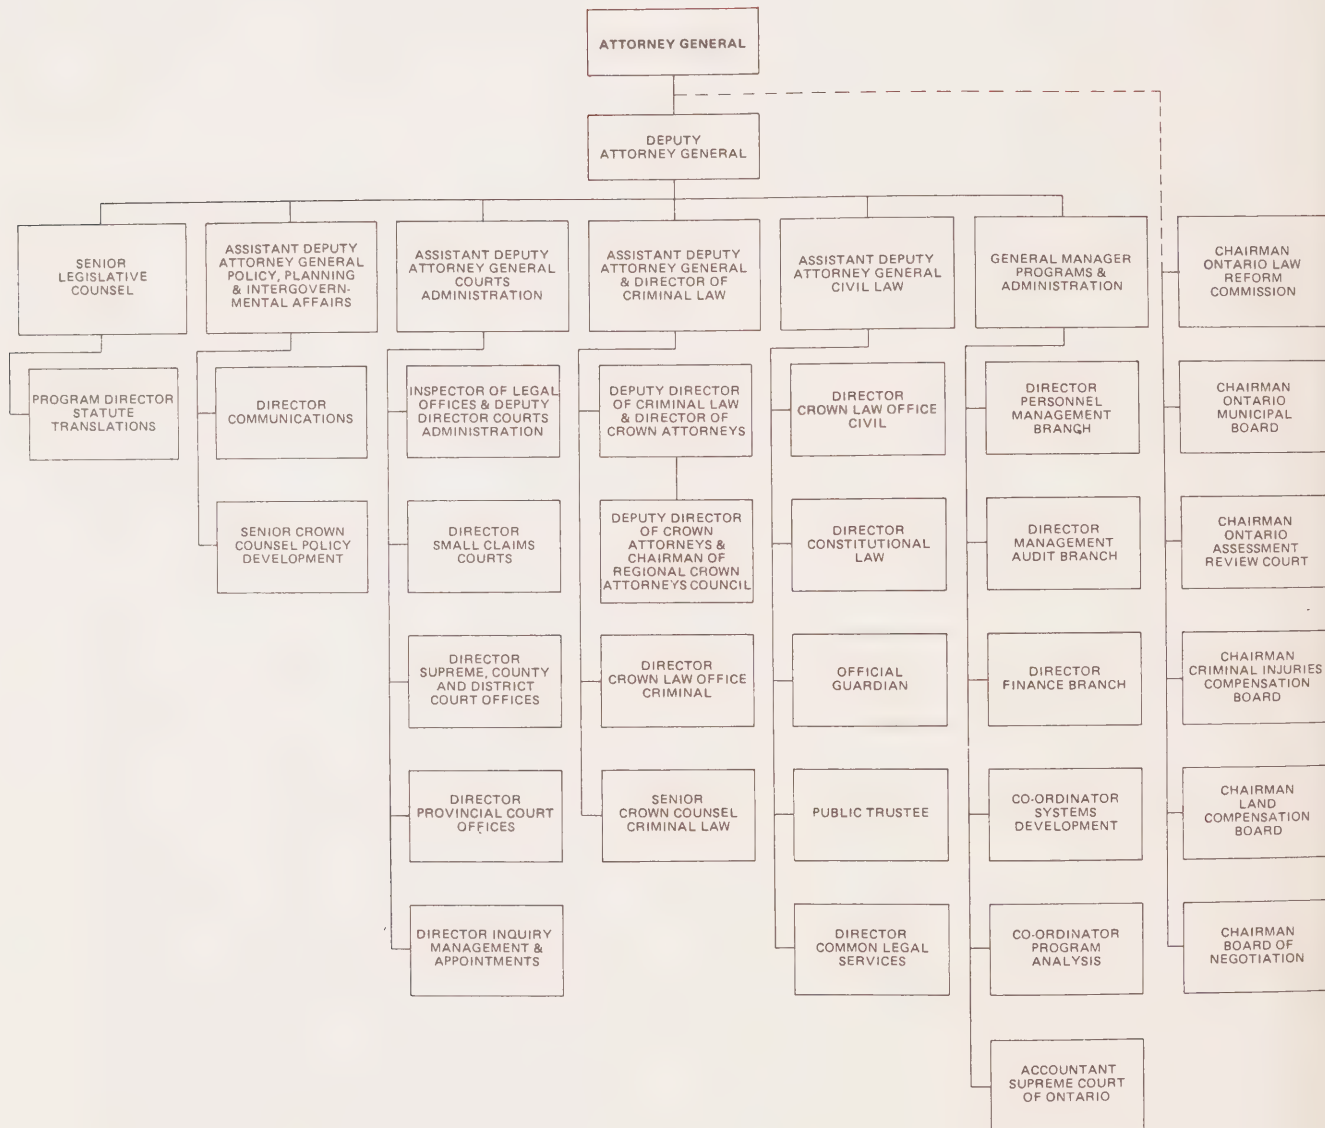 ATTORNEY GENERAL
DEPUTY
ATTORNEY GENERAL
SENIOR
LEGISLATIVE
COUNSEL
ASSISTANT DEPUTY
ATTORNEY GENERAL
POLICY, PLANNING
& INTERGOVERN-
MENTAL AFFAIRS
ASSISTANT DEPUTY
ATTORNEY GENERAL
COURTS
ADMINISTRATION
ASSISTANT DEPUTY
ATTORNEY GENERAL
& DIRECTOR OF
CRIMINAL LAW
ASSISTANT DEPUTY
ATTORNEY GENERAL
CIVIL LAW
GENERAL MANAGER
PROGRAMS &
ADMINISTRATION
CHAIRMAN
ONTARIO LAW
REFORM
COMMISSION
PROGRAM DIRECTOR
STATUTE
TRANSLATIONS
DIRECTOR
COMMUNICATIONS
INSPECTOR OF LEGAL
OFFICES & DEPUTY
DIRECTOR COURTS
ADMINISTRATION
DEPUTY DIRECTOR
OF CRIMINAL LAW
& DIRECTOR OF
CROWN ATTORNEYS
DIRECTOR
CROWN LAW OFFICE
CIVIL
DIRECTOR
PERSONNEL
MANAGEMENT
BRANCH
CHAIRMAN
ONTARIO
MUNICIPAL
BOARD
SENIOR CROWN
COUNSEL POLICY
DEVELOPMENT
DIRECTOR
SMALL CLAIMS
COURTS
DEPUTY DIRECTOR
OF CROWN
ATTORNEYS &
CHAIRMAN OF
REGIONAL CROWN
ATTORNEYS COUNCIL
DIRECTOR
CONSTITUTIONAL
LAW
DIRECTOR
MANAGEMENT
AUDIT BRANCH
CHAIRMAN
ONTARIO
ASSESSMENT
REVIEW COURT
DIRECTOR
SUPREME, COUNTY
AND DISTRICT
COURT OFFICES
DIRECTOR
CROWN LAW OFFICE
CRIMINAL
OFFICIAL
GUARDIAN
DIRECTOR
FINANCE BRANCH
CHAIRMAN
CRIMINAL INJURIES
COMPENSATION
BOARD
DIRECTOR
PROVINCIAL COURT
OFFICES
SENIOR
CROWN COUNSEL
CRIMINAL LAW
PUBLIC TRUSTEE
CO-ORDINATOR
SYSTEMS
DEVELOPMENT
CHAIRMAN
LAND
COMPENSATION
BOARD
DIRECTOR INQUIRY
MANAGEMENT &
APPOINTMENTS
DIRECTOR
COMMON LEGAL
SERVICES
CO-ORDINATOR
PROGRAM
ANALYSIS
CHAIRMAN
BOARD OF
NEGOTIATION
ACCOUNTANT
SUPREME COURT
OF ONTARIO